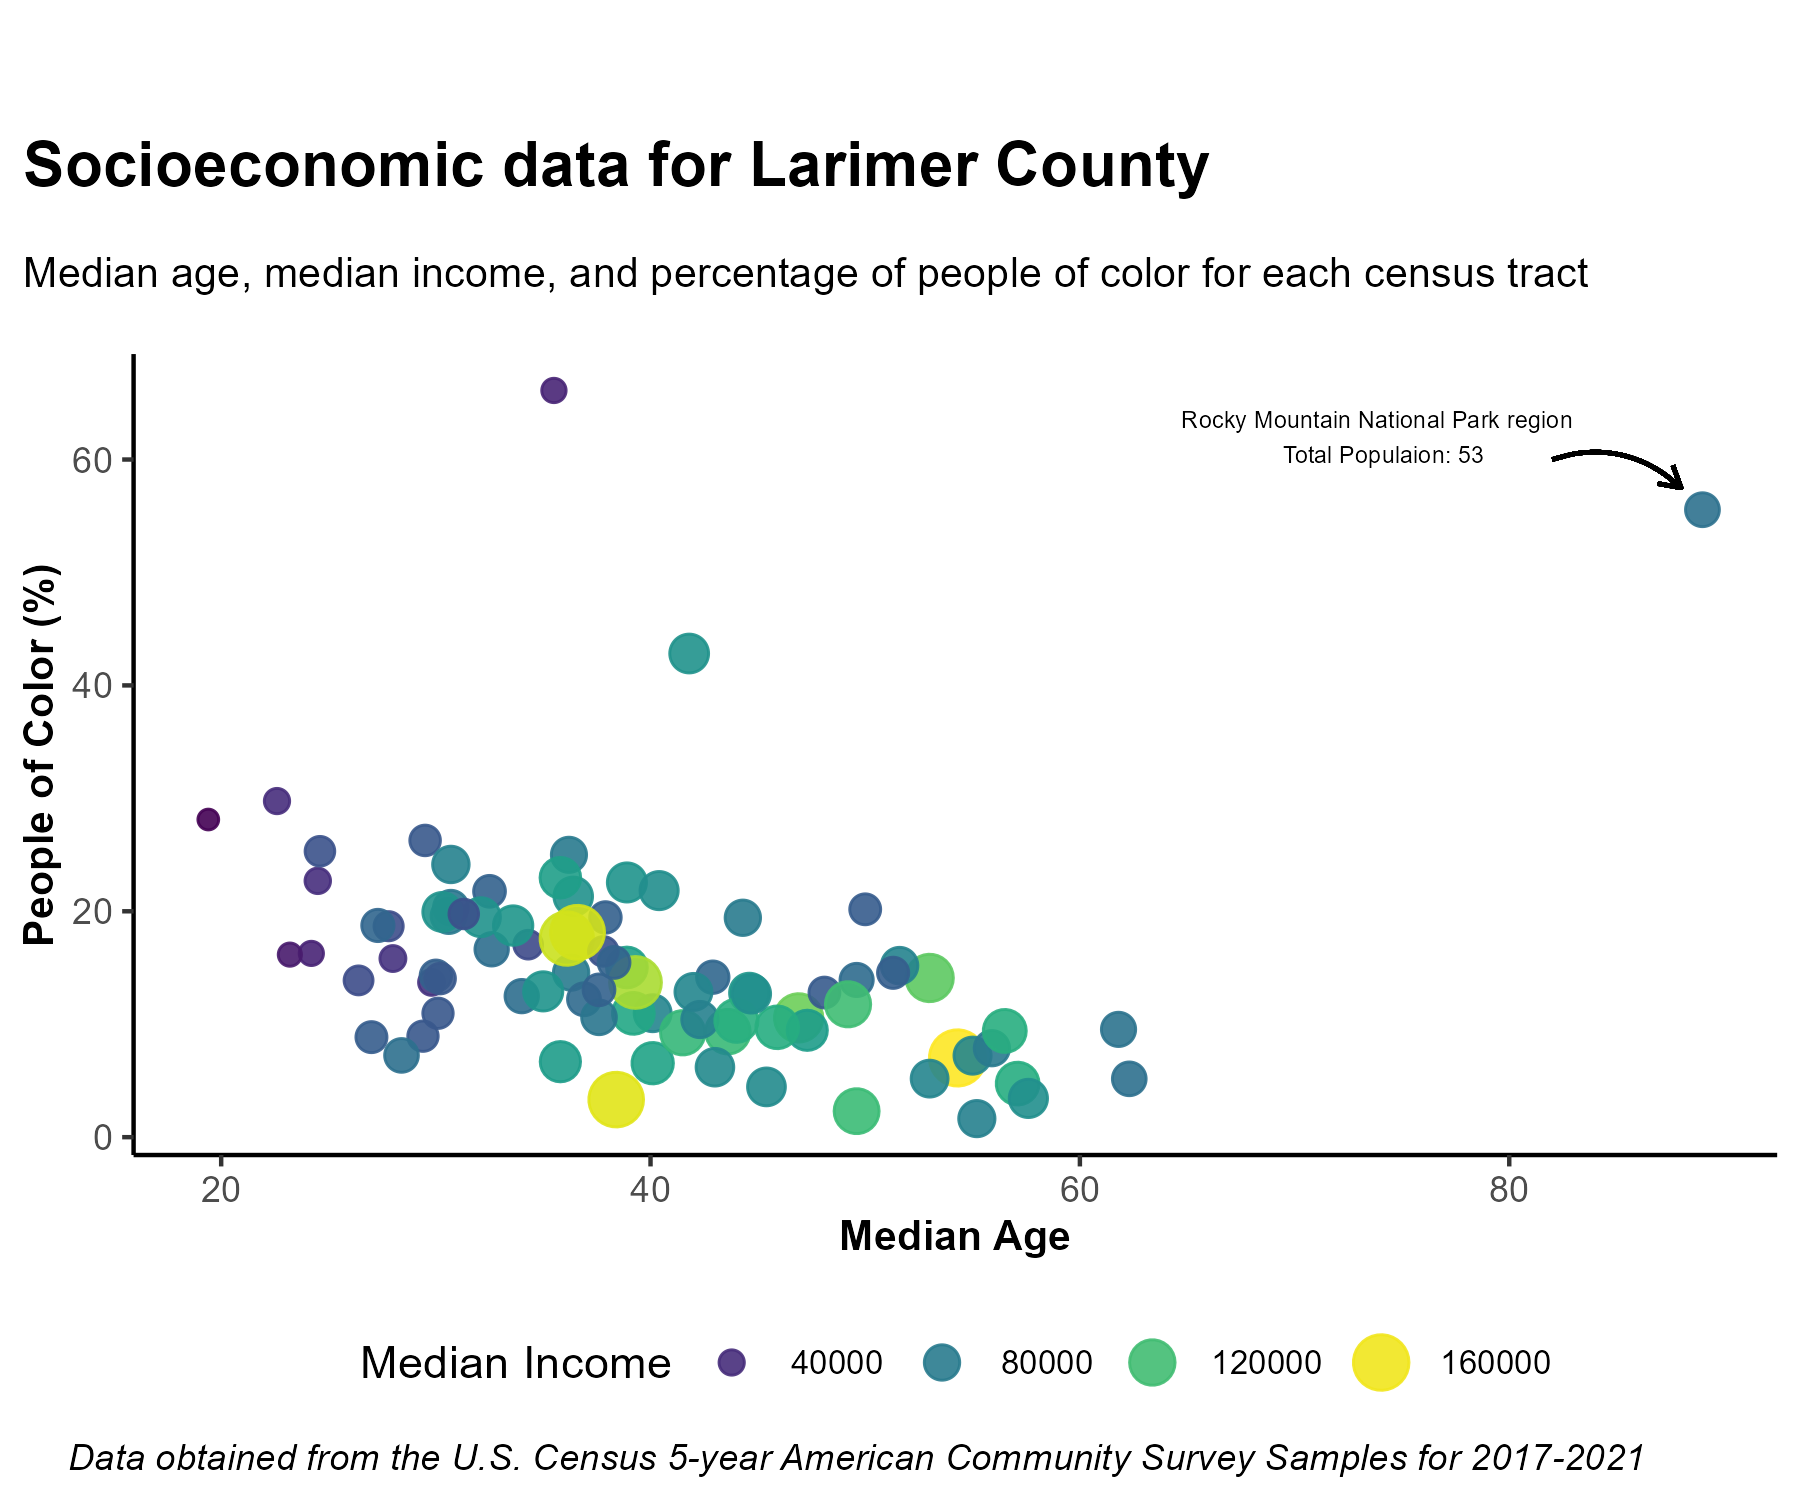 Socioeconomic data for Larimer County
Median age, median income, and percentage of people of color for each census tract
Rocky Mountain National Park region
Total Populaion: 53
People of Color (%)
60
40
20
0
20
40
60
80
Median Age
Median Income
40000
80000
120000
160000
Data obtained from the U.S. Census 5-year American Community Survey Samples for 2017-2021